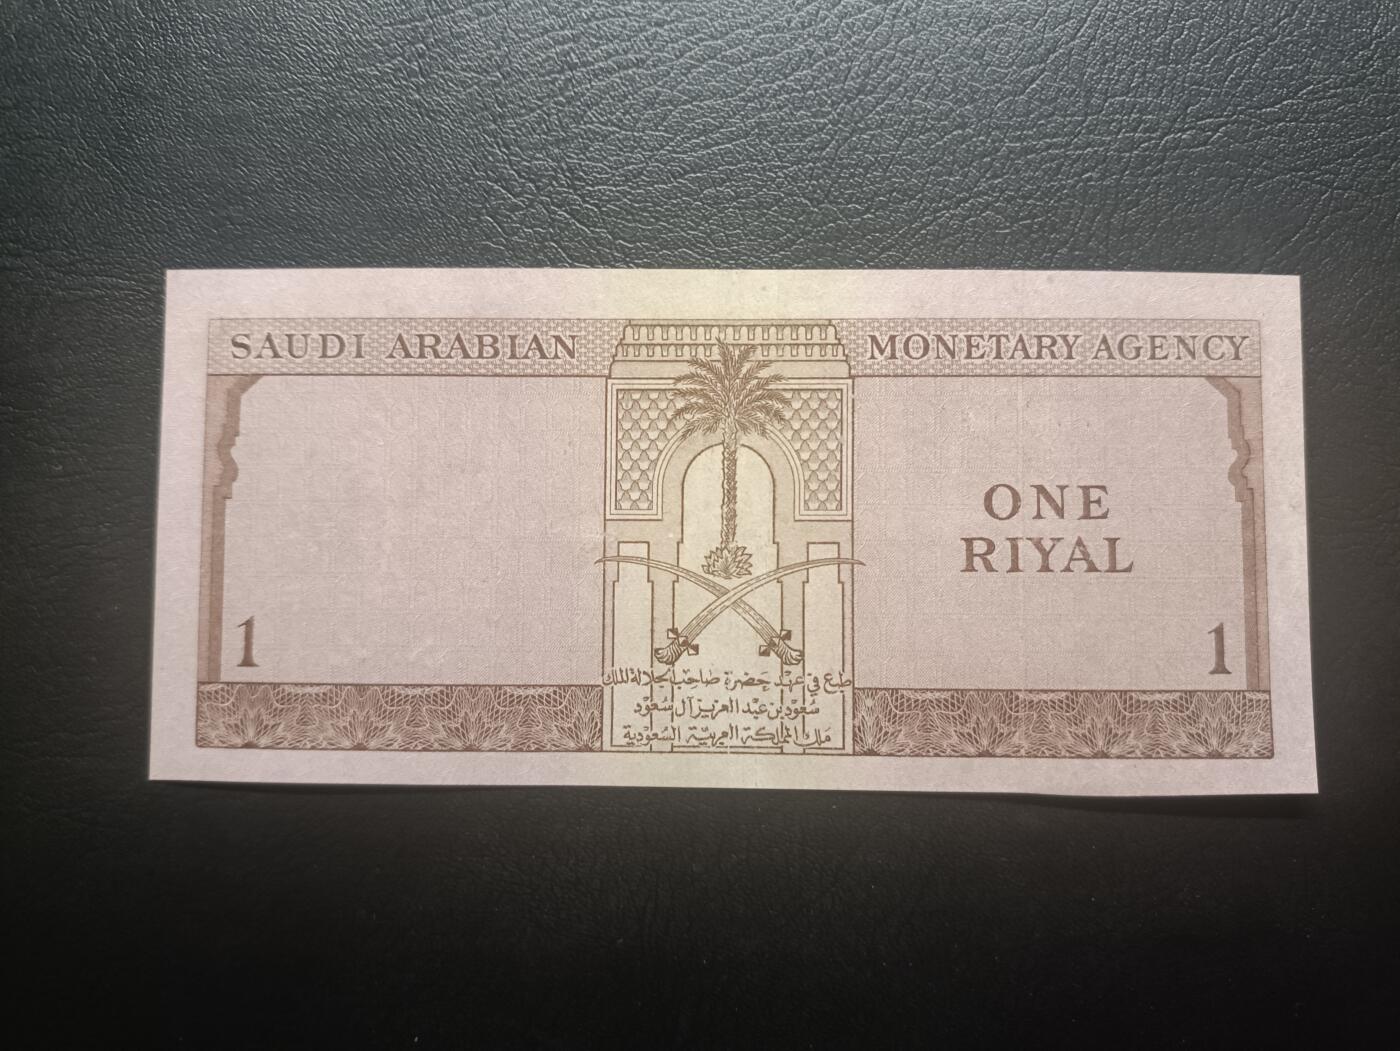 SAUDI ARABIAN MONETARY AGENCY
ONE
RIYAL
1 1
طبع في عهد حضرة صاحب الجلالة الملك
سعود بن عبد العزيز آل سعود
ملك المملكة العربية السعودية